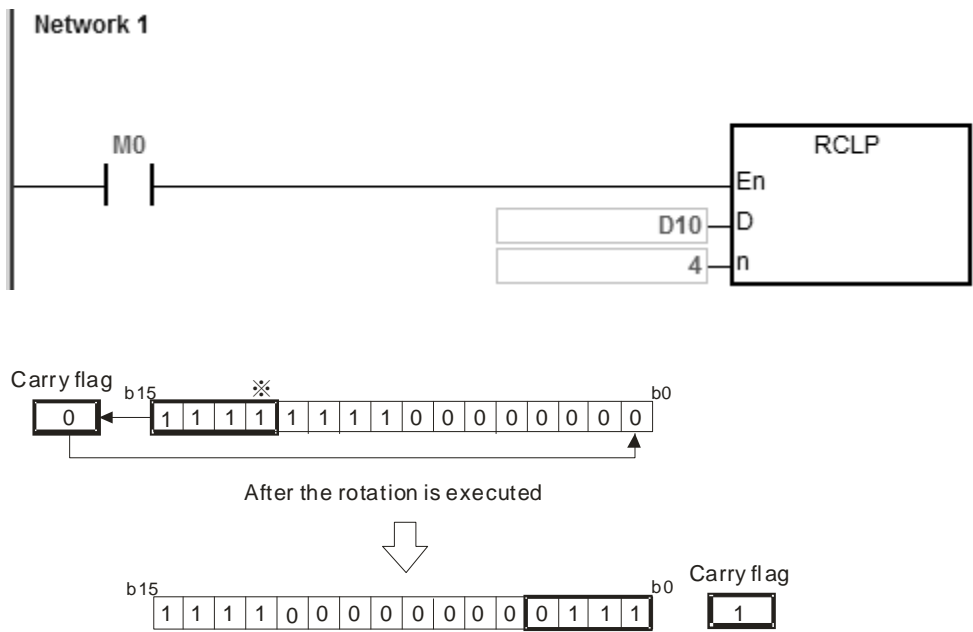 Network 1
M0
RCLP
En
D10 D
4 n
Carry flag
b15 ※ b0
0 1 1 1 1 1 1 1 1 0 0 0 0 0 0 0 0
After the rotation is executed
b15 b0 Carry flag
1 1 1 1 0 0 0 0 0 0 0 0 0 1 1 1 1